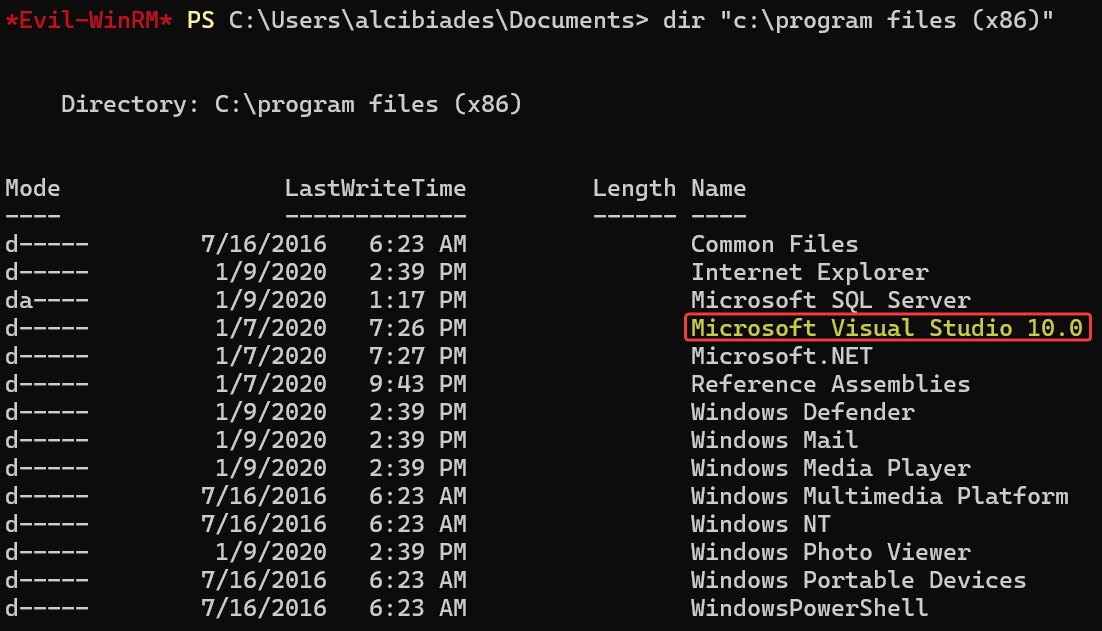 *Evil-WinRM* PS C:\Users\alcibiades\Documents> dir "c:\program files (x86)"
Directory: C:\program files (x86)
Mode LastWriteTime Length Name
---- ------------- ------ ----
d----- 7/16/2016 6:23 AM Common Files
d----- 1/9/2020 2:39 PM Internet Explorer
da---- 1/9/2020 1:17 PM Microsoft SQL Server
d----- 1/7/2020 7:26 PM Microsoft Visual Studio 10.0
d----- 1/7/2020 7:27 PM Microsoft.NET
d----- 1/7/2020 9:43 PM Reference Assemblies
d----- 1/9/2020 2:39 PM Windows Defender
d----- 1/9/2020 2:39 PM Windows Mail
d----- 1/9/2020 2:39 PM Windows Media Player
d----- 7/16/2016 6:23 AM Windows Multimedia Platform
d----- 7/16/2016 6:23 AM Windows NT
d----- 1/9/2020 2:39 PM Windows Photo Viewer
d----- 7/16/2016 6:23 AM Windows Portable Devices
d----- 7/16/2016 6:23 AM WindowsPowerShell